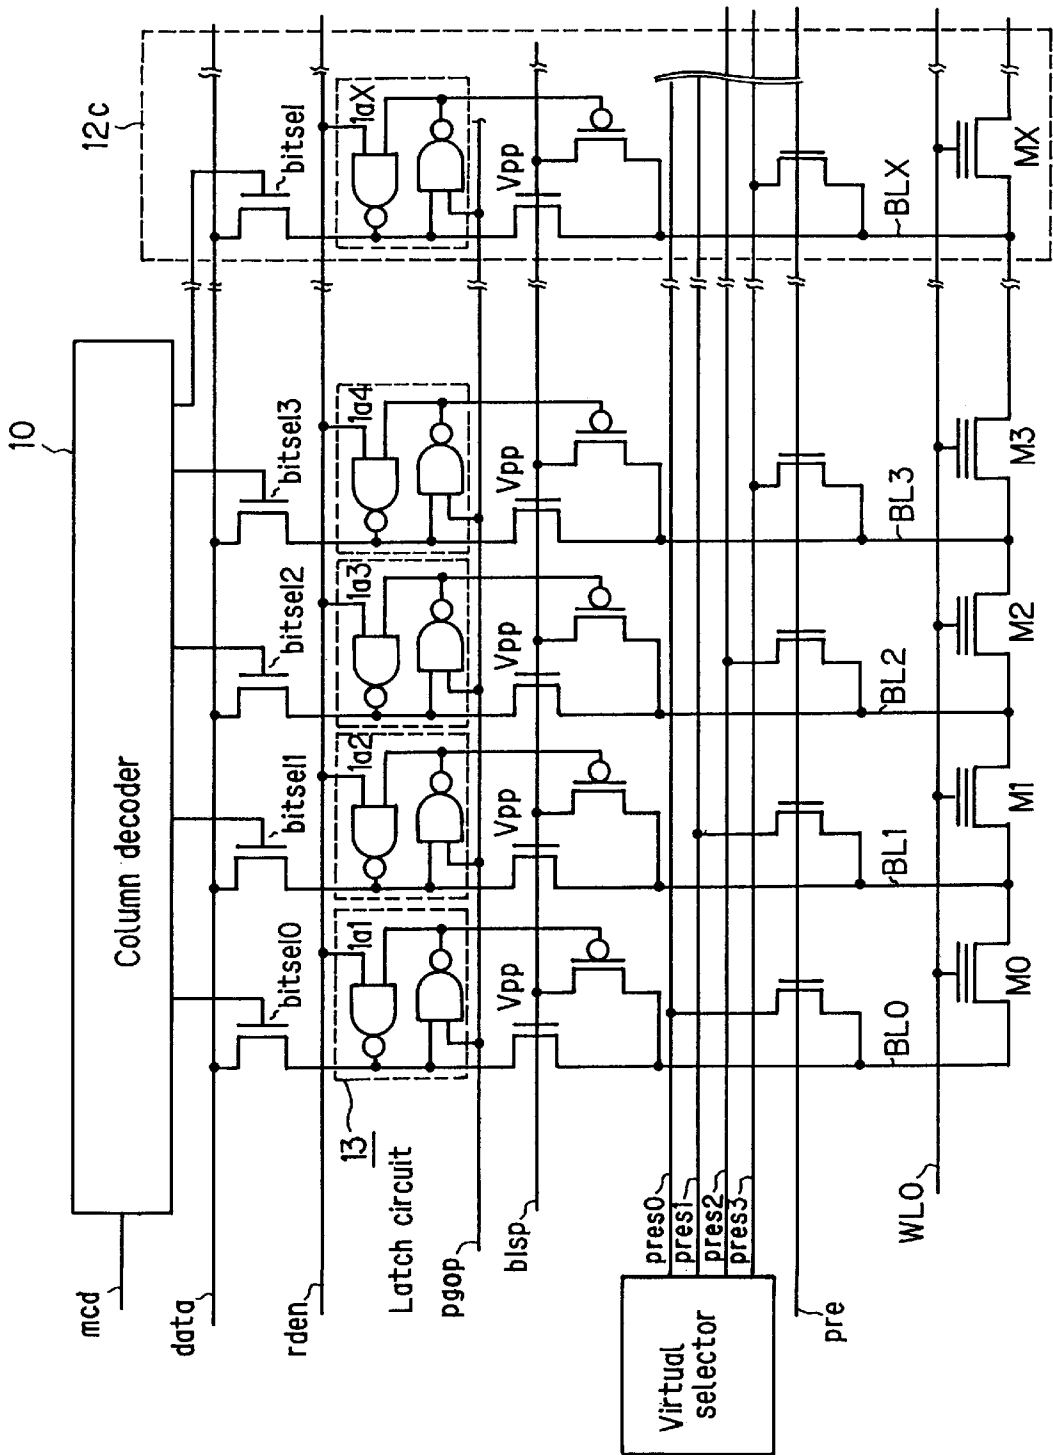 10
Column decoder
12c
mcd
data
bitsel0
bitsel1
bitsel2
bitsel3
bitsel
rden
1a1
1a2
1a3
1a4
1aX
13
Latch circuit
pgop
blsp
Vpp
Vpp
Vpp
Vpp
Vpp
pres0
pres1
pres2
pres3
Virtual
selector
pre
BL0
BL1
BL2
BL3
BLX
WL0
M0
M1
M2
M3
MX